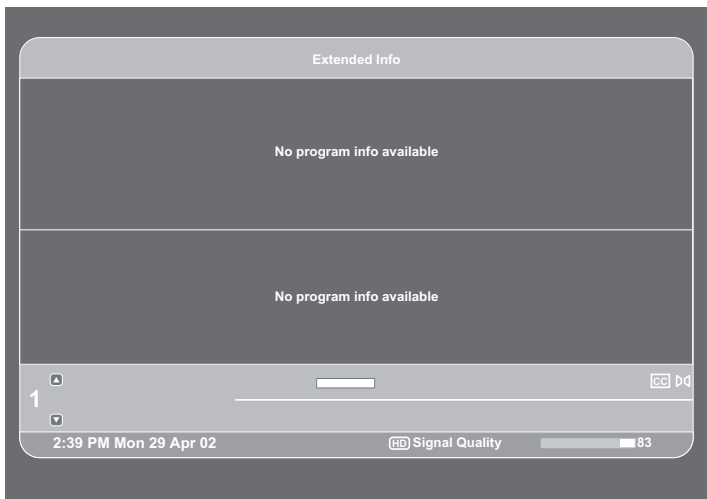 Extended Info
No program info available
No program info available
1
CC
2:39 PM Mon 29 Apr 02 HD Signal Quality 83